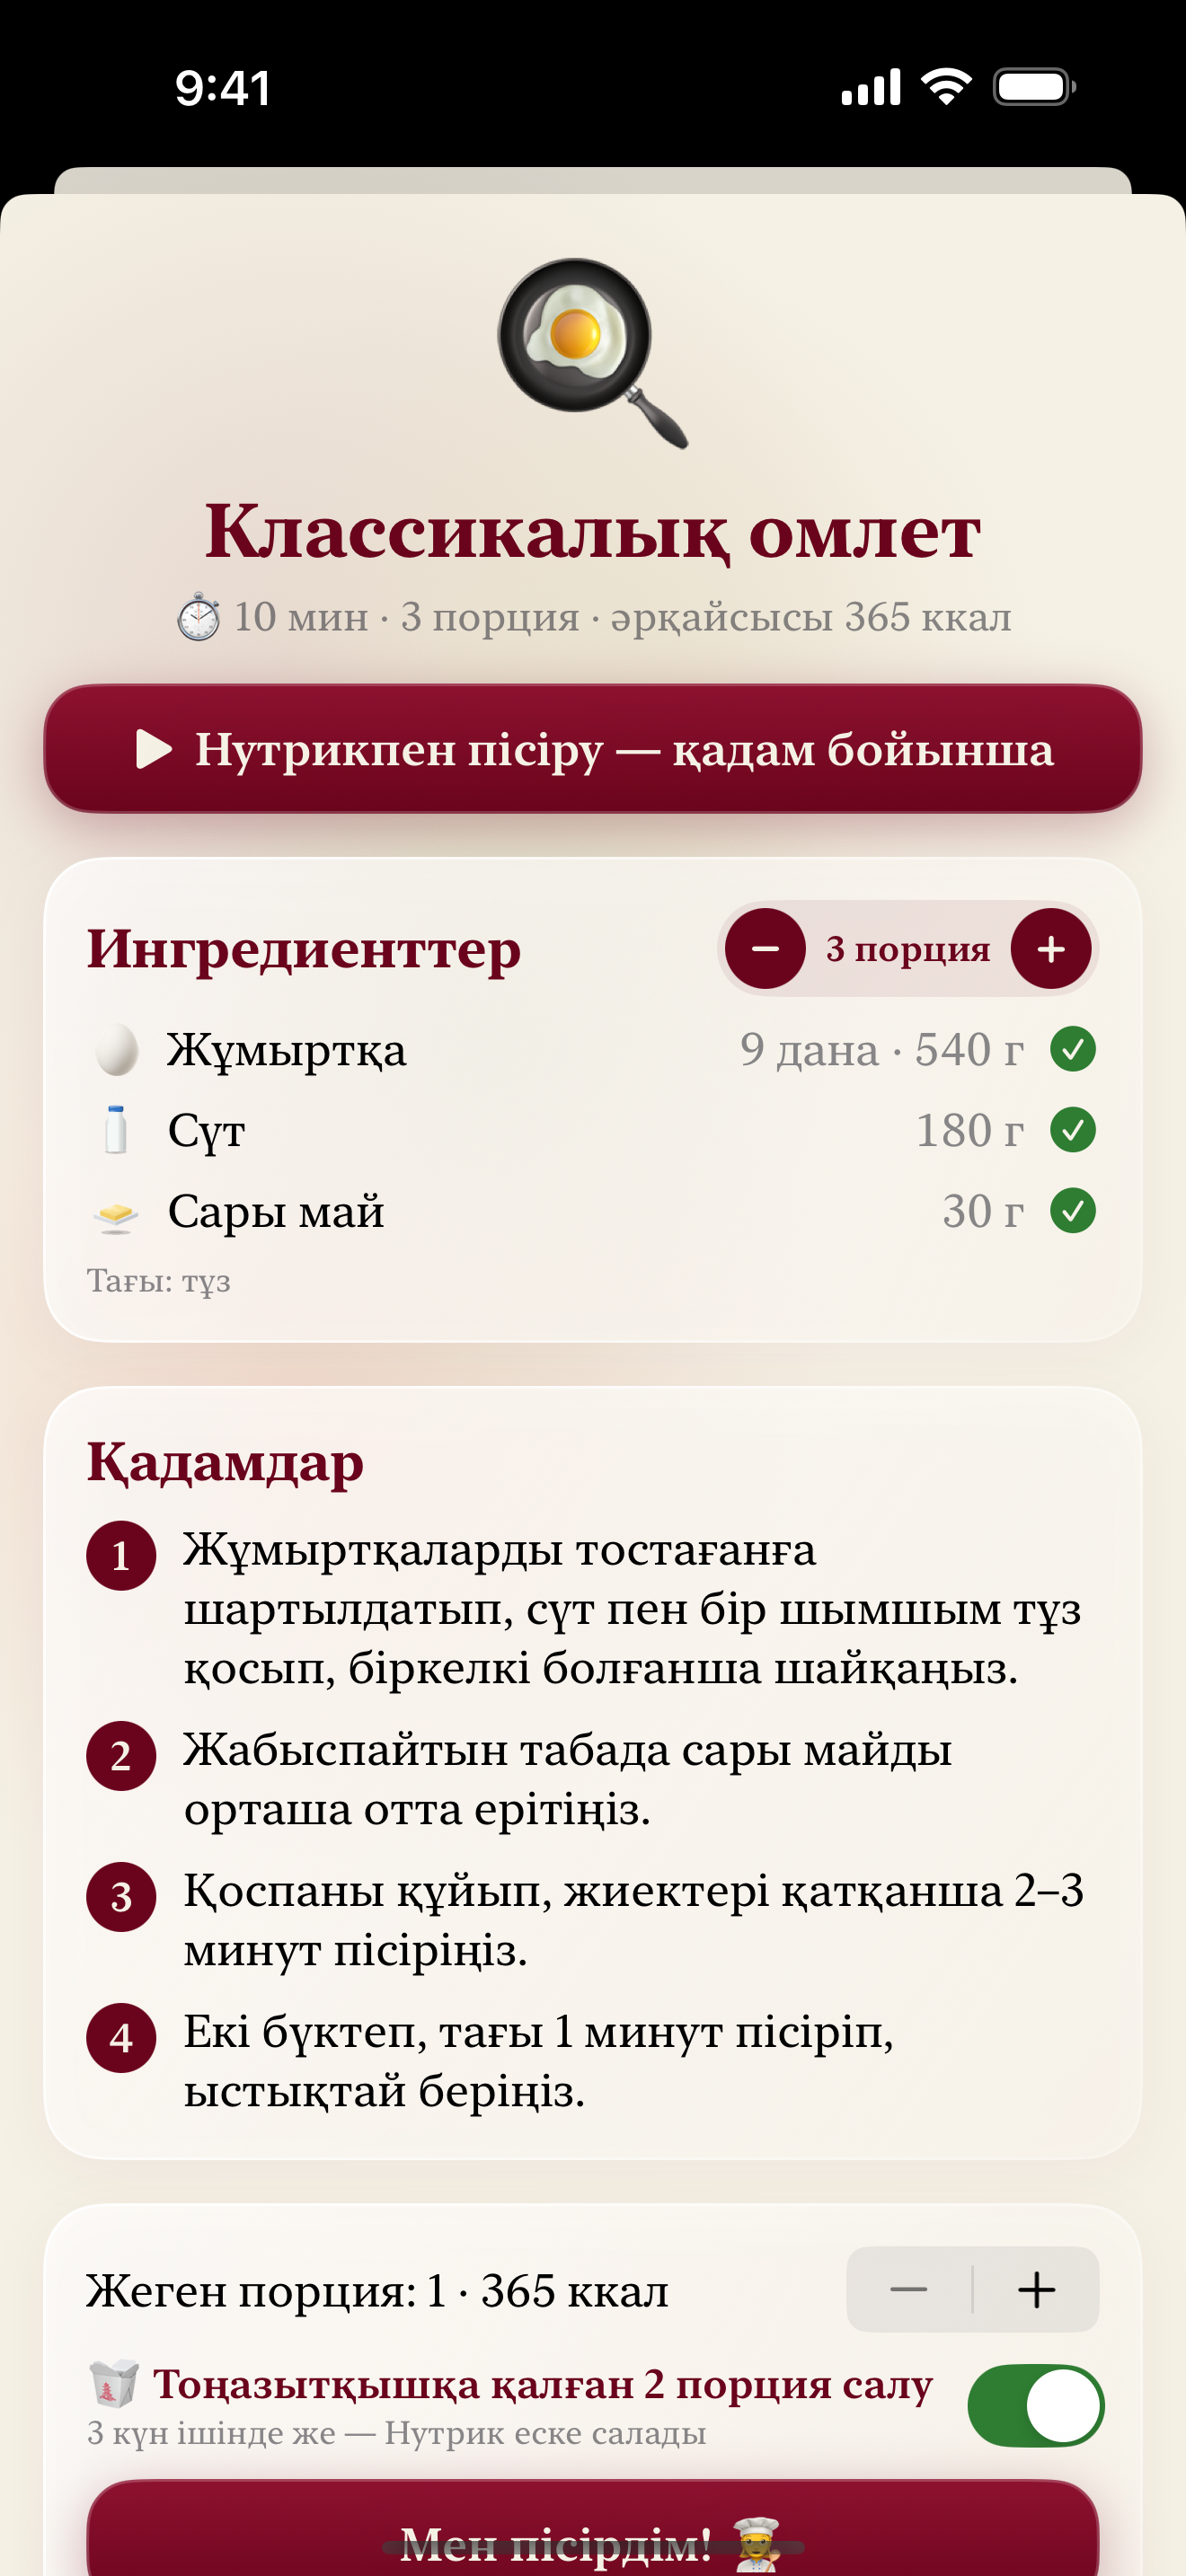 9:41
Классикалық омлет
10 мин · 3 порция · әрқайсысы 365 ккал
Нутрикпен пісіру — қадам бойынша
Ингредиенттер
− 3 порция +
Жұмыртқа 9 дана · 540 г
Сүт 180 г
Сары май 30 г
Тағы: тұз
Қадамдар
1 Жұмыртқаларды тостағанға
шартылдатып, сүт пен бір шымшым тұз
қосып, біркелкі болғанша шайқаңыз.
2 Жабыспайтын табада сары майды
орташа отта ерітіңіз.
3 Қоспаны құйып, жиектері қатқанша 2–3
минут пісіріңіз.
4 Екі бүктеп, тағы 1 минут пісіріп,
ыстықтай беріңіз.
Жеген порция: 1 · 365 ккал − +
Тоңазытқышқа қалған 2 порция салу
3 күн ішінде же — Нутрик еске салады
Мен пісірдім!